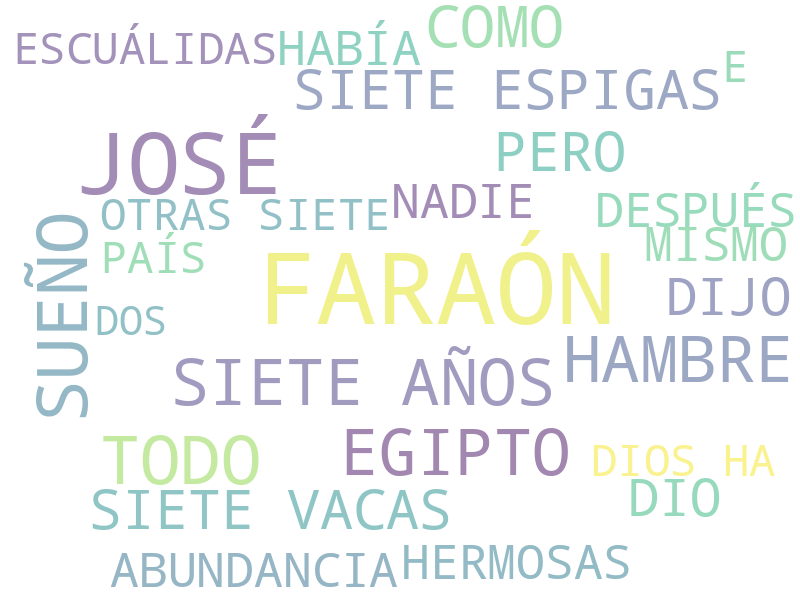 COMO
ESCUÁLIDAS HABÍA
E
SIETE ESPIGAS
JOSÉ
PERO
NADIE
DESPUÉS
OTRAS SIETE
SUEÑO
MISMO
PAÍS
FARAÓN
DIJO
DOS
HAMBRE
SIETE AÑOS
EGIPTO
TODO
DIOS HA
DIO
SIETE VACAS
HERMOSAS
ABUNDANCIA